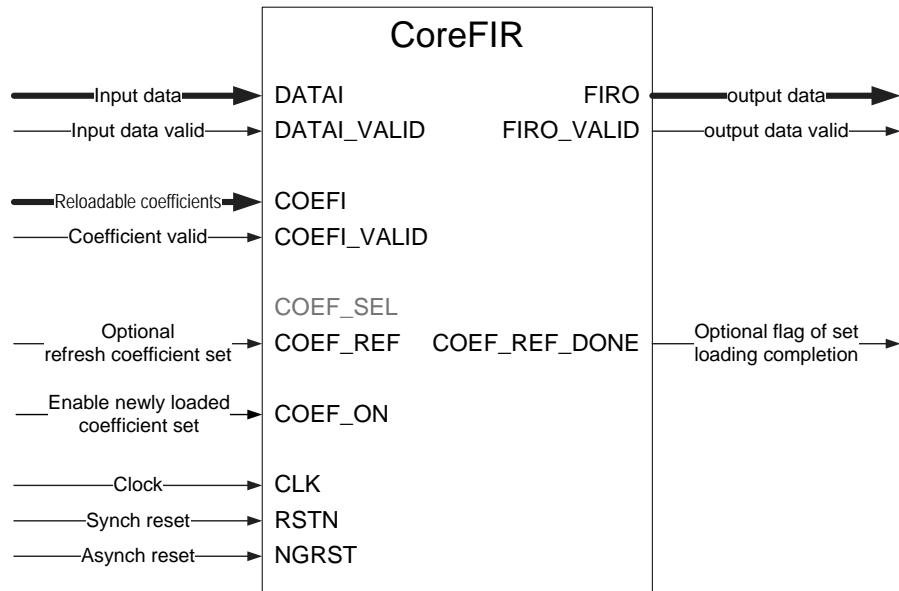 CoreFIR
Input data DATAI FIRO output data
Input data valid DATAI_VALID FIRO_VALID output data valid
Reloadable coefficients COEFI
Coefficient valid COEFI_VALID
COEF_SEL
Optional
refresh coefficient set COEF_REF COEF_REF_DONE Optional flag of set
loading completion
Enable newly loaded
coefficient set COEF_ON
Clock CLK
Synch reset RSTN
Asynch reset NGRST